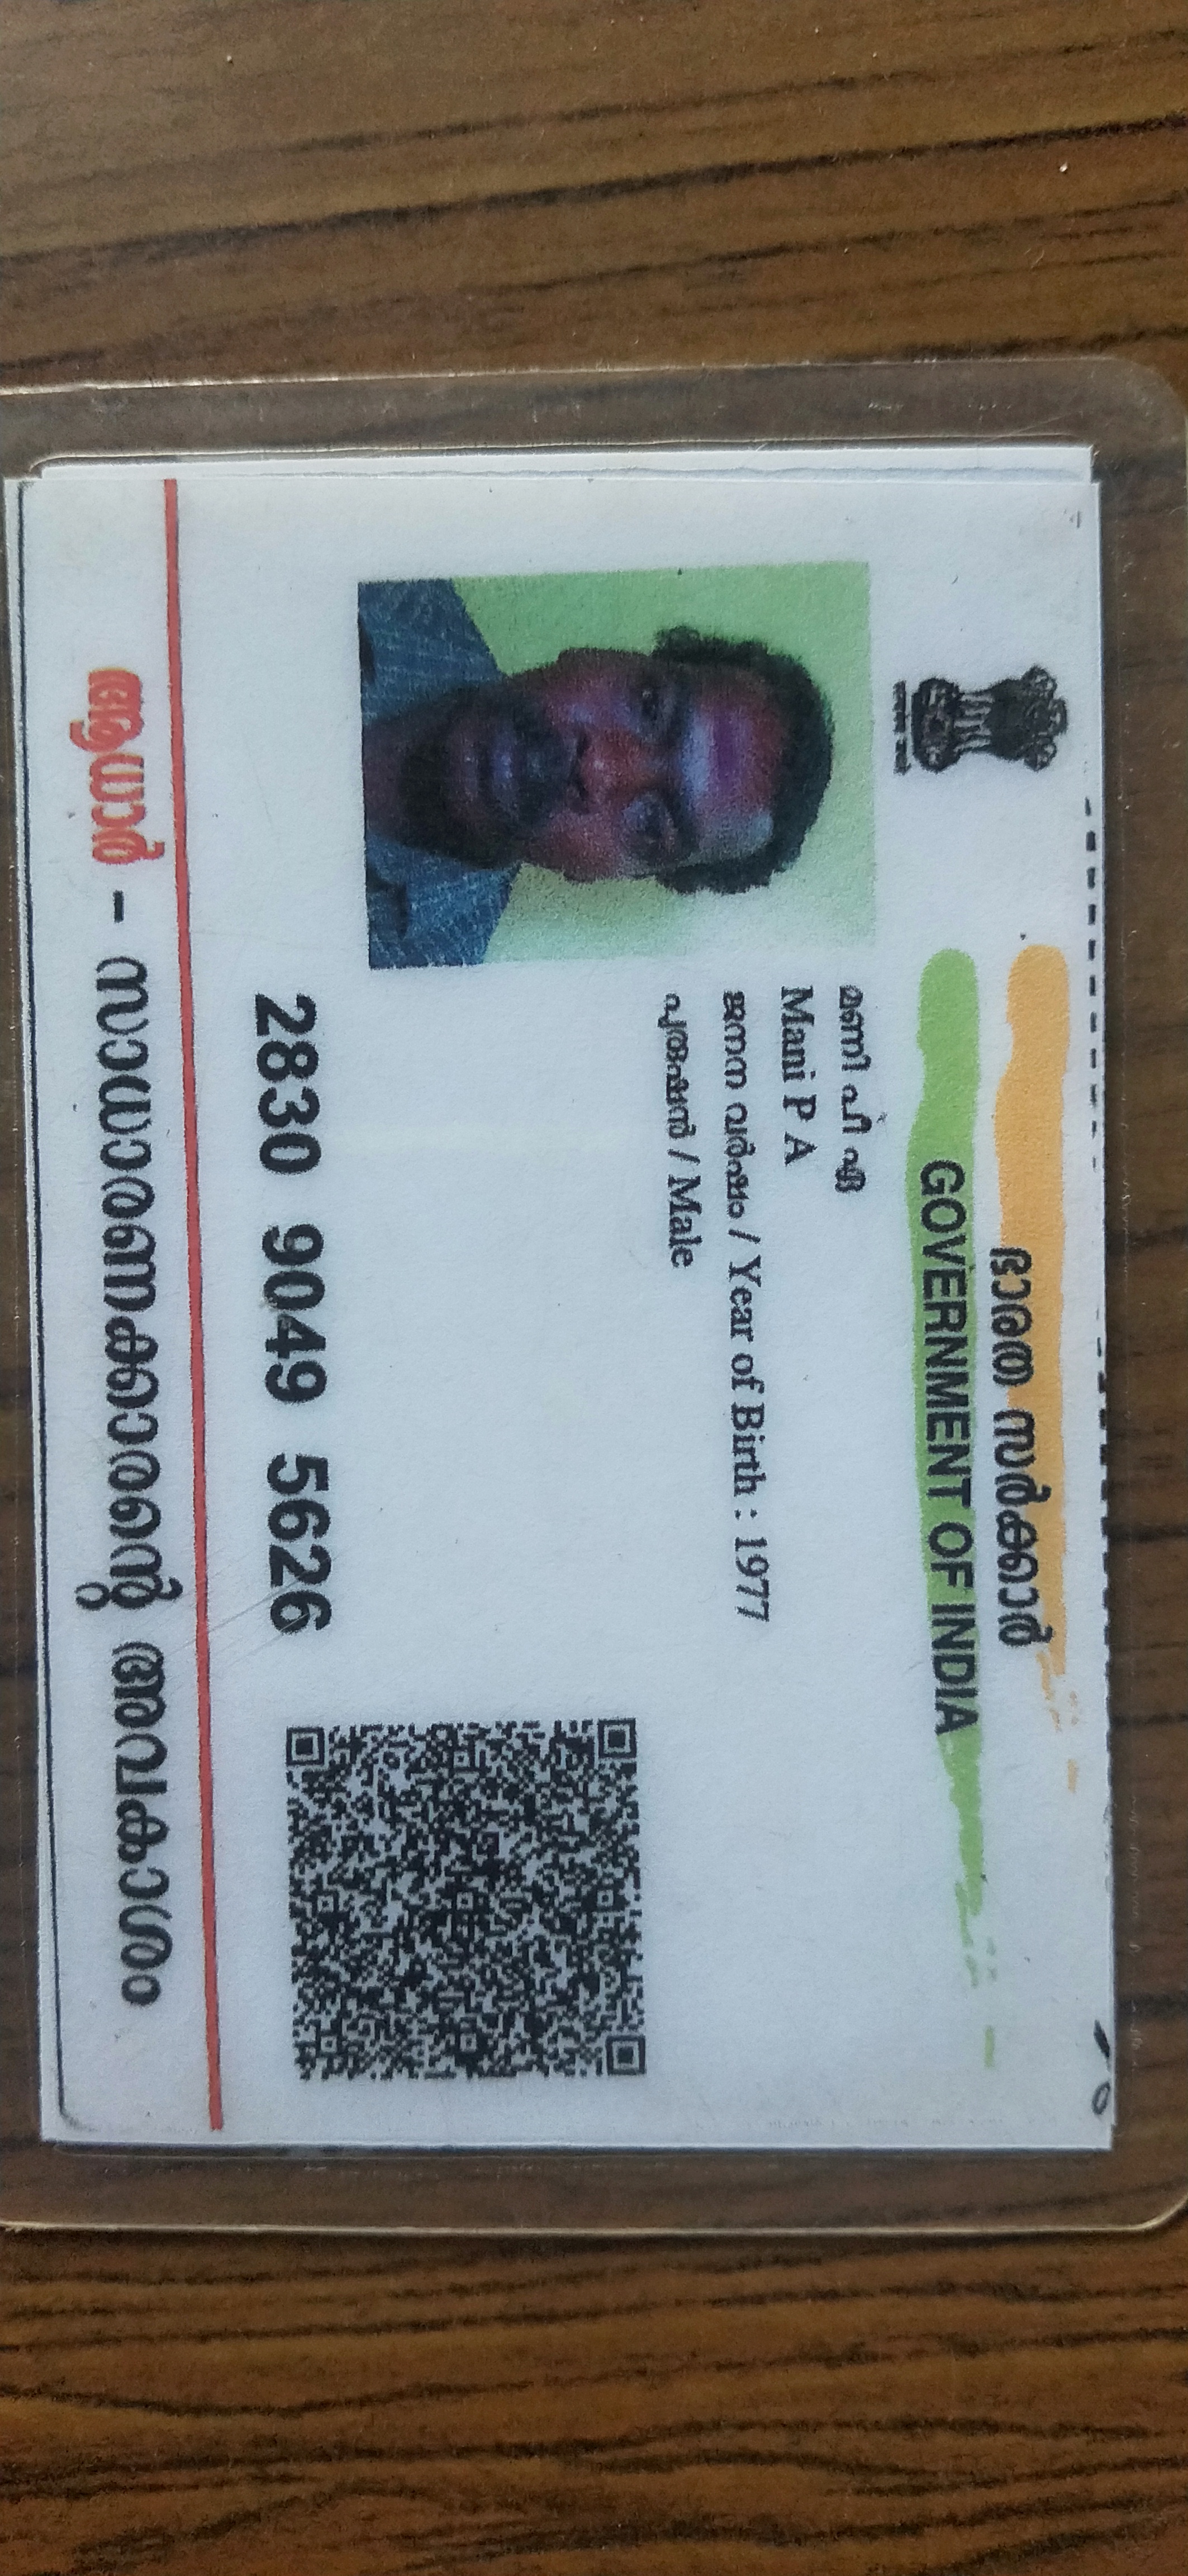 ഭാരത സർക്കാർ
GOVERNMENT OF INDIA
മണി പി എ
Mani P A
ജനന വർഷം / Year of Birth : 1977
പുരുഷൻ / Male
2830 9049 5626
ആധാർ - സാധാരണക്കാരന്റെ അവകാശം